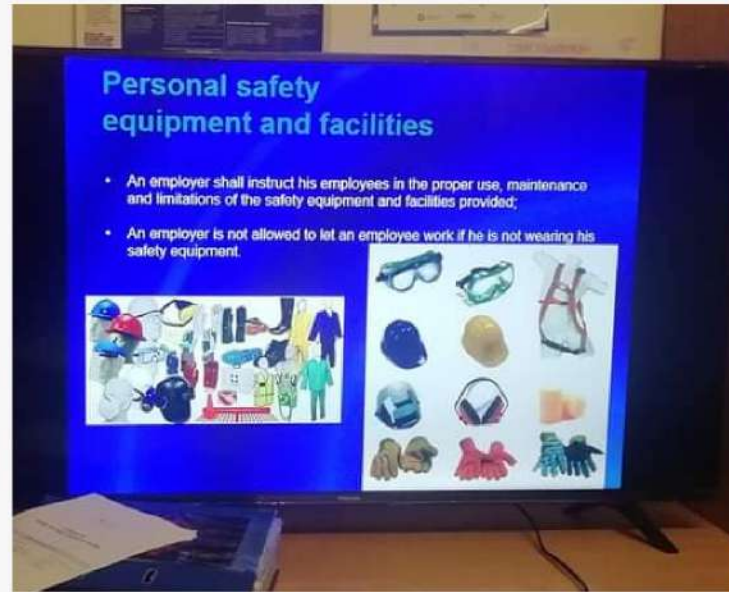 Personal safety
equipment and facilities
• An employer shall instruct his employees in the proper use, maintenance
and limitations of the safety equipment and facilities provided;
• An employer is not allowed to let an employee work if he is not wearing his
safety equipment.